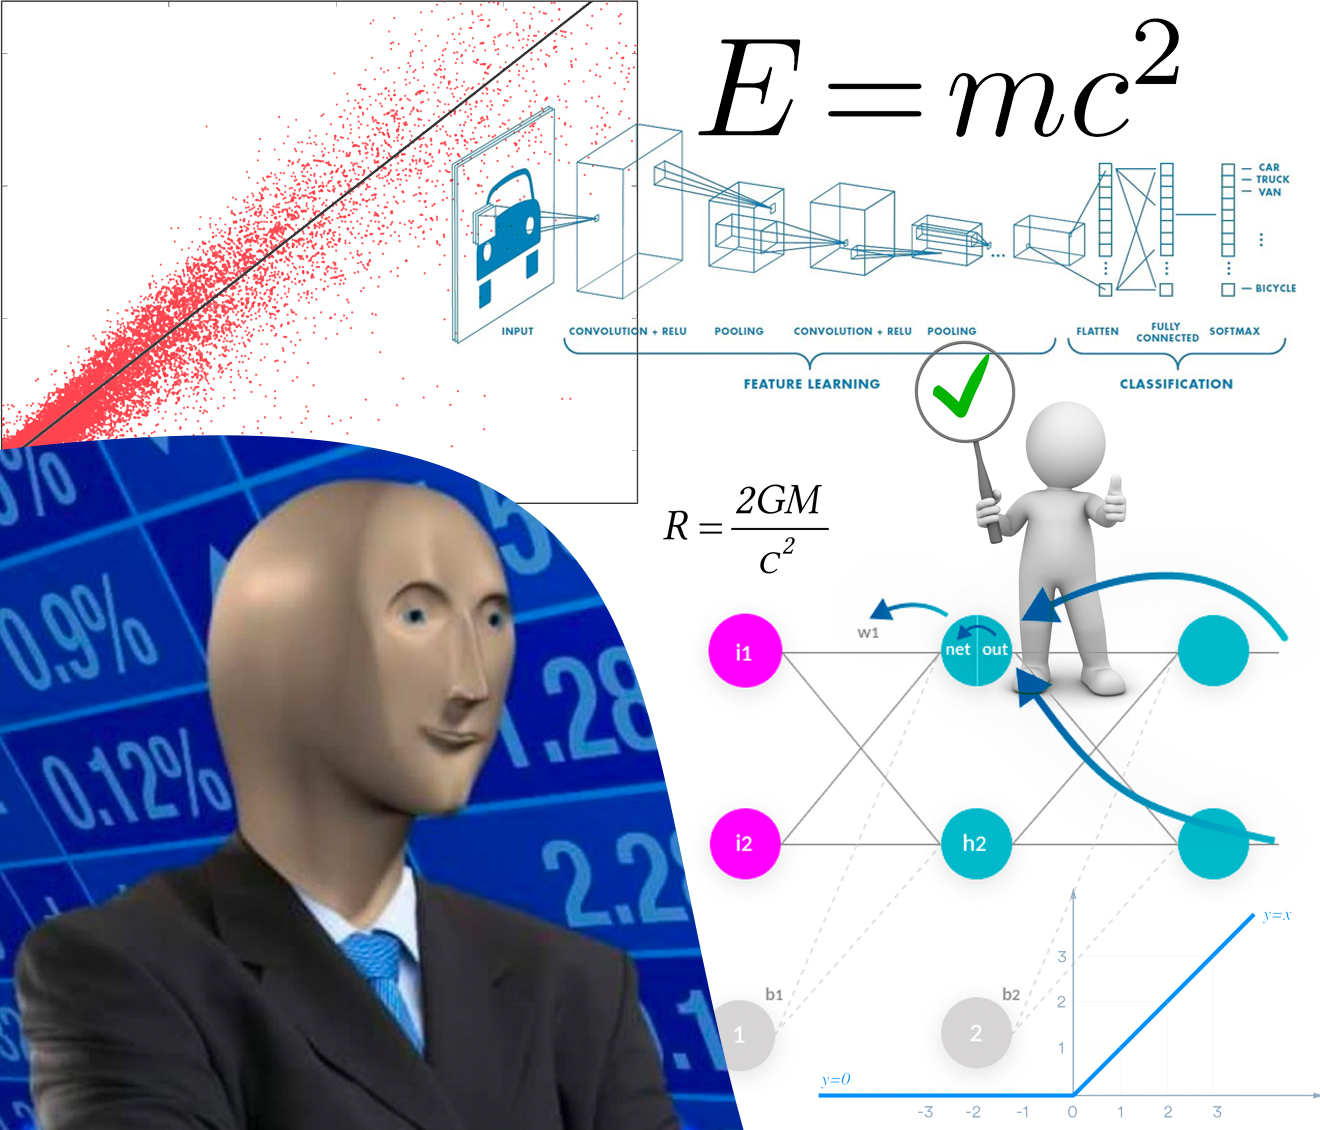 E = mc²
CAR
TRUCK
VAN
BICYCLE
INPUT
CONVOLUTION + RELU
POOLING
CONVOLUTION + RELU
POOLING
FLATTEN
FULLY
CONNECTED
SOFTMAX
FEATURE LEARNING
CLASSIFICATION
R = 2GM
c²
0.9%
0.12%
1.28
2.2
w1
i1
net
out
i2
h2
b1
b2
1
2
y=x
3
2
1
y=0
-3 -2 -1 0 1 2 3